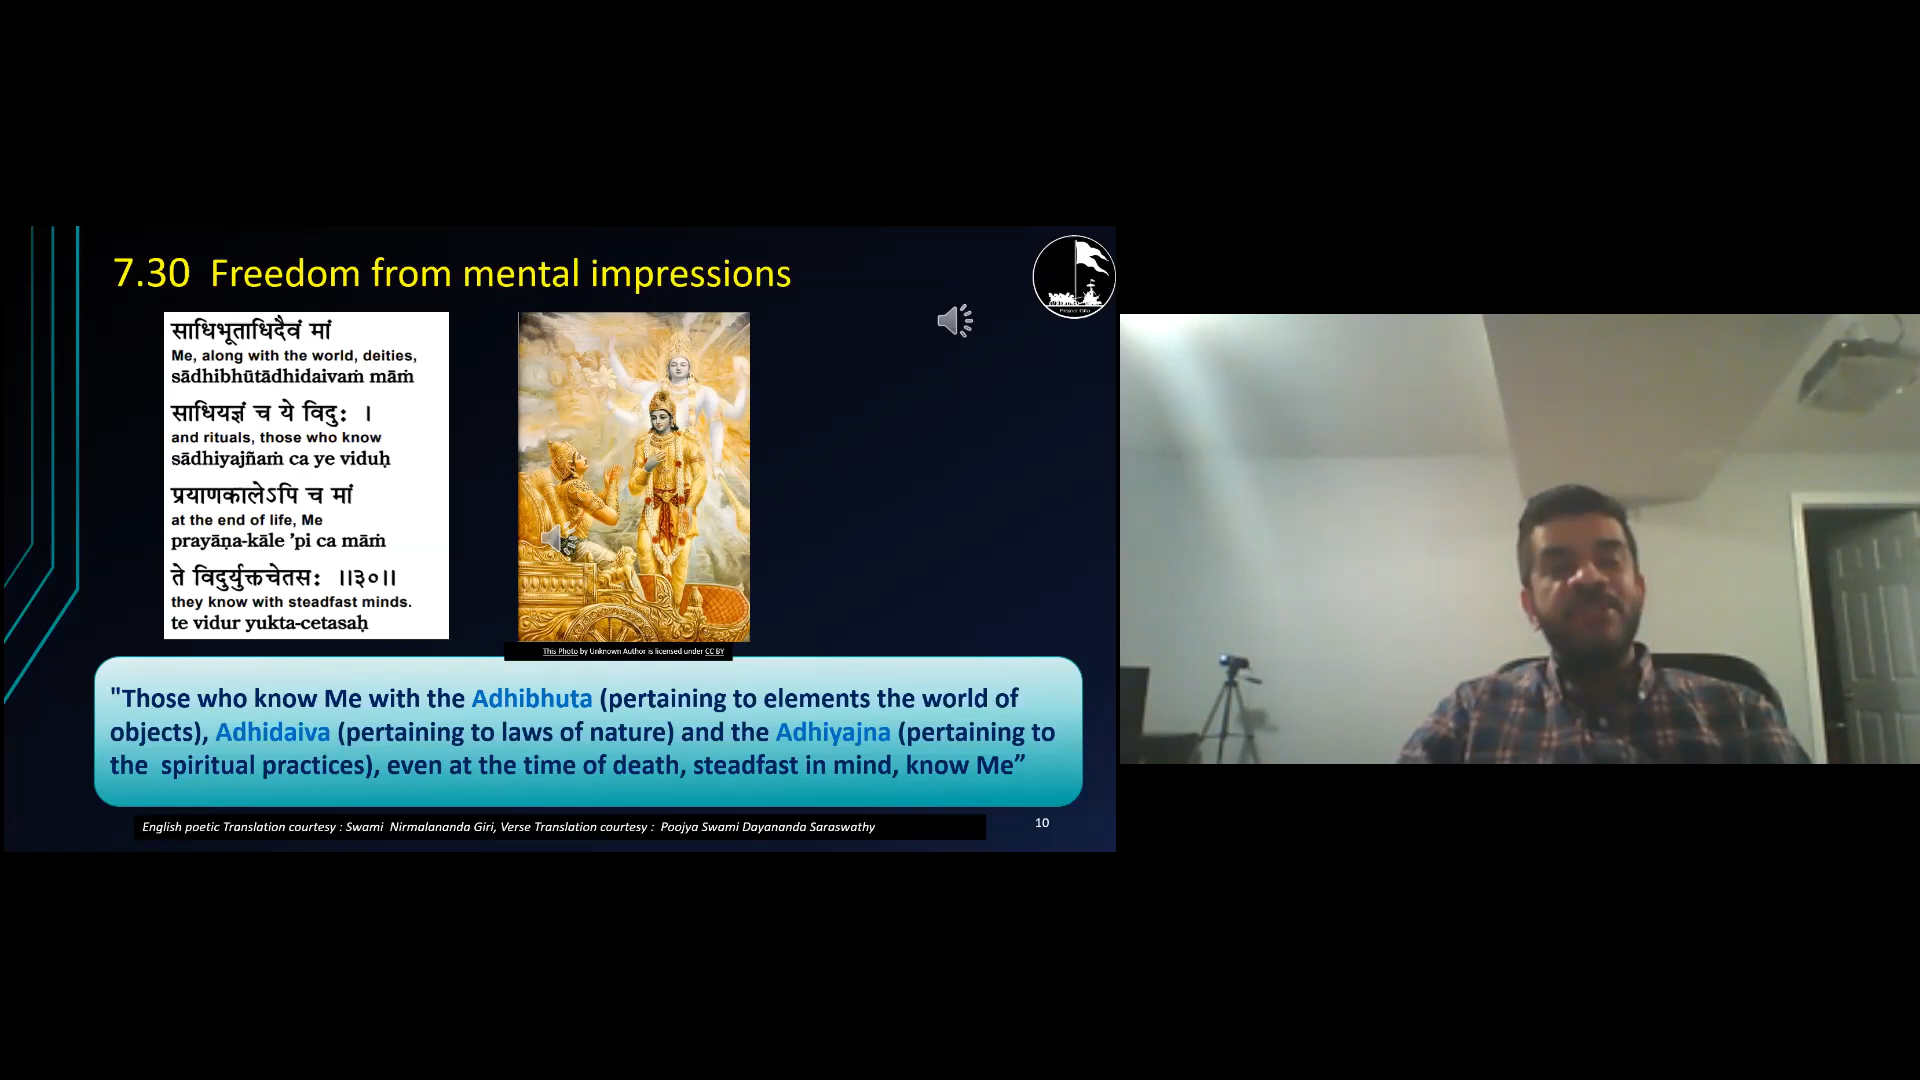 7.30 Freedom from mental impressions
साधिभूताधिदैवं मां
Me, along with the world, deities,
sādhibhūtādhidaivaṁ māṁ
साधियज्ञं च ये विदुः ।
and rituals, those who know
sādhiyajñaṁ ca ye viduḥ
प्रयाणकालेऽपि च मां
at the end of life, Me
prayāṇa-kāle ’pi ca māṁ
ते विदुर्युक्तचेतसः ॥३०॥
they know with steadfast minds.
te vidur yukta-cetasaḥ
Project Gita
This Photo by Unknown Author is licensed under CC BY
"Those who know Me with the Adhibhuta (pertaining to elements the world of
objects), Adhidaiva (pertaining to laws of nature) and the Adhiyajna (pertaining to
the spiritual practices), even at the time of death, steadfast in mind, know Me”
English poetic Translation courtesy : Swami Nirmalananda Giri, Verse Translation courtesy : Poojya Swami Dayananda Saraswathy
10